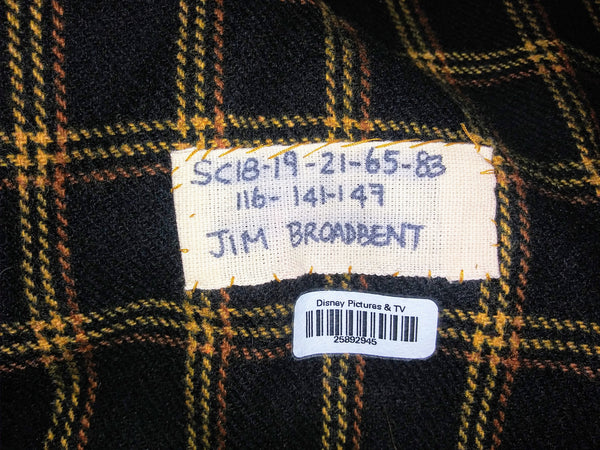 SC18-19-21-65-83
116-141-147
JIM BROADBENT
Disney Pictures & TV
25892945